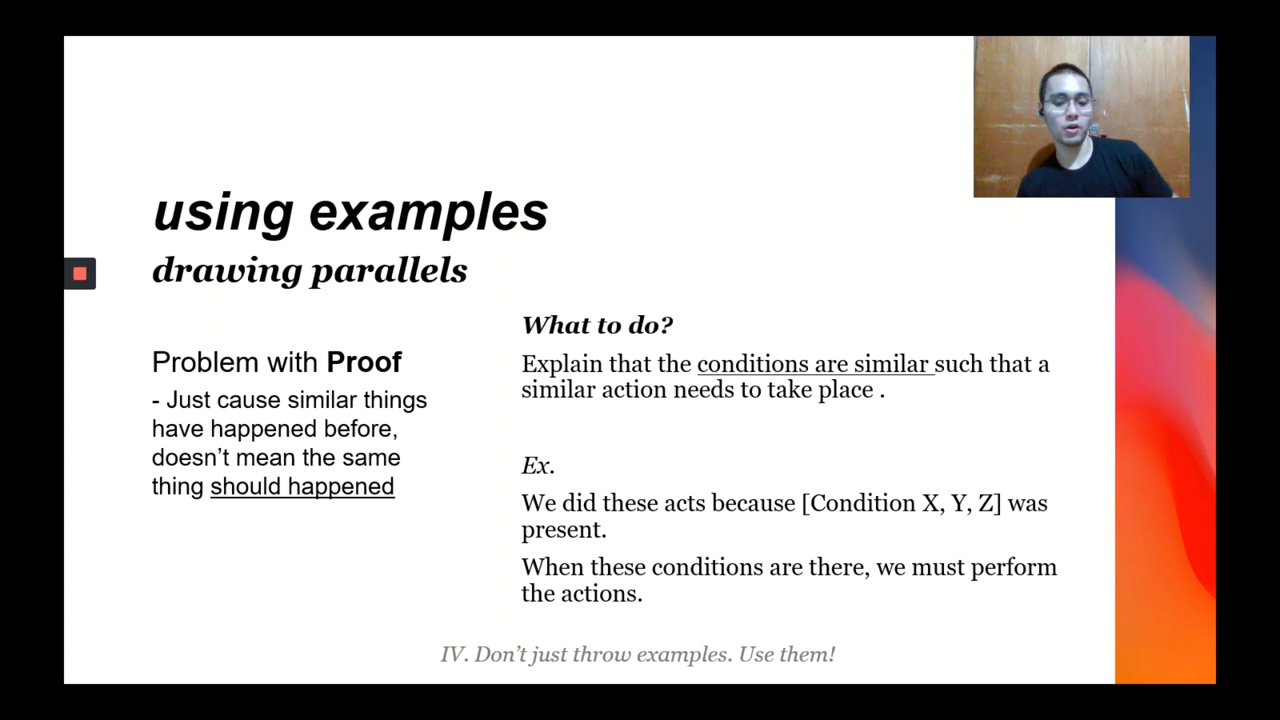 using examples
drawing parallels
Problem with Proof
- Just cause similar things
have happened before,
doesn't mean the same
thing should happened
What to do?
Explain that the conditions are similar such that a
similar action needs to take place .
Ex.
We did these acts because [Condition X, Y, Z] was
present.
When these conditions are there, we must perform
the actions.
IV. Don't just throw examples. Use them!